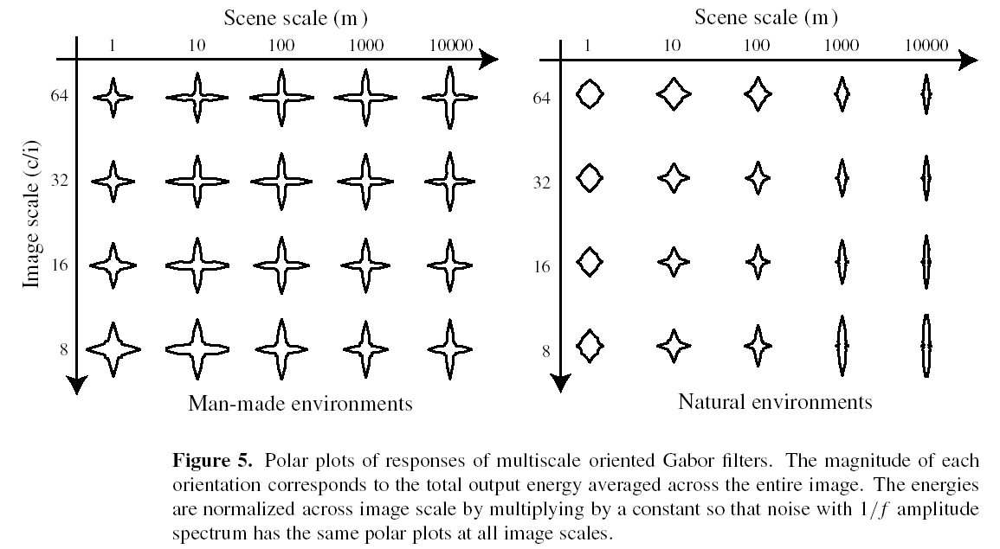 Scene scale (m)
1 10 100 1000 10000
64
32
16
8
Image scale (c/i)
Man-made environments
Scene scale (m)
1 10 100 1000 10000
64
32
16
8
Natural environments
Figure 5. Polar plots of responses of multiscale oriented Gabor filters. The magnitude of each
orientation corresponds to the total output energy averaged across the entire image. The energies
are normalized across image scale by multiplying by a constant so that noise with 1/f amplitude
spectrum has the same polar plots at all image scales.